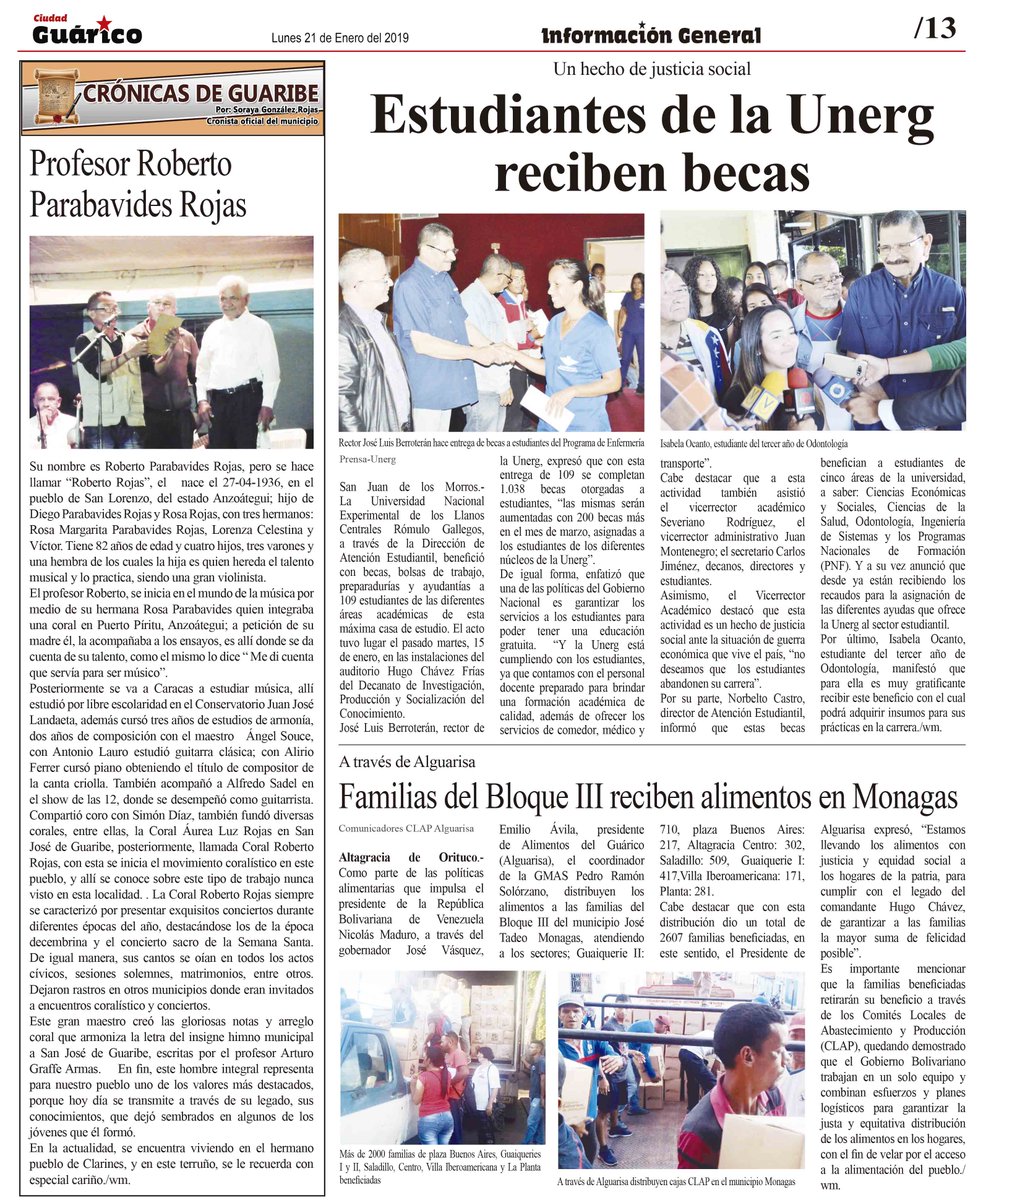 Ciudad
Guárico
Lunes 21 de Enero del 2019
Información General
/13
CRÓNICAS DE GUARIBE
Por: Soraya González Rojas
Cronista oficial del municipio
Profesor Roberto
Parabavides Rojas
Su nombre es Roberto Parabavides Rojas, pero se hace
llamar “Roberto Rojas”, el nace el 27-04-1936, en el
pueblo de San Lorenzo, del estado Anzoátegui; hijo de
Diego Parabavides Rojas y Rosa Rojas, con tres hermanos:
Rosa Margarita Parabavides Rojas, Lorenza Celestina y
Víctor. Tiene 82 años de edad y cuatro hijos, tres varones y
una hembra de los cuales la hija es quien hereda el talento
musical y lo practica, siendo una gran violinista.
El profesor Roberto, se inicia en el mundo de la música por
medio de su hermana Rosa Parabavides quien integraba
una coral en Puerto Píritu, Anzoátegui; a petición de su
madre él, la acompañaba a los ensayos, es allí donde se da
cuenta de su talento, como el mismo lo dice “ Me di cuenta
que servía para ser músico”.
Posteriormente se va a Caracas a estudiar música, allí
estudió por libre escolaridad en el Conservatorio Juan José
Landaeta, además cursó tres años de estudios de armonía,
dos años de composición con el maestro Ángel Souce,
con Antonio Lauro estudió guitarra clásica; con Alirio
Ferrer cursó piano obteniendo el título de compositor de
la canta criolla. También acompañó a Alfredo Sadel en
el show de las 12, donde se desempeñó como guitarrista.
Compartió coro con Simón Díaz, también fundó diversas
corales, entre ellas, la Coral Áurea Luz Rojas en San
José de Guaribe, posteriormente, llamada Coral Roberto
Rojas, con esta se inicia el movimiento coralístico en este
pueblo, y allí se conoce sobre este tipo de trabajo nunca
visto en esta localidad. . La Coral Roberto Rojas siempre
se caracterizó por presentar exquisitos conciertos durante
diferentes épocas del año, destacándose los de la época
decembrina y el concierto sacro de la Semana Santa.
De igual manera, sus cantos se oían en todos los actos
cívicos, sesiones solemnes, matrimonios, entre otros.
Dejaron rastros en otros municipios donde eran invitados
a encuentros coralístico y conciertos.
Este gran maestro creó las gloriosas notas y arreglo
coral que armoniza la letra del insigne himno municipal
a San José de Guaribe, escritas por el profesor Arturo
Graffe Armas. En fin, este hombre integral representa
para nuestro pueblo uno de los valores más destacados,
porque hoy día se transmite a través de su legado, sus
conocimientos, que dejó sembrados en algunos de los
jóvenes que él formó.
En la actualidad, se encuentra viviendo en el hermano
pueblo de Clarines, y en este terruño, se le recuerda con
especial cariño./wm.
Un hecho de justicia social
Estudiantes de la Unerg
reciben becas
Rector José Luis Berroterán hace entrega de becas a estudiantes del Programa de Enfermería
Isabela Ocanto, estudiante del tercer año de Odontología
Prensa-Unerg
San Juan de los Morros.-
La Universidad Nacional
Experimental de los Llanos
Centrales Rómulo Gallegos,
a través de la Dirección de
Atención Estudiantil, benefició
con becas, bolsas de trabajo,
preparadurías y ayudantías a
109 estudiantes de las diferentes
áreas académicas de esta
máxima casa de estudio. El acto
tuvo lugar el pasado martes, 15
de enero, en las instalaciones del
auditorio Hugo Chávez Frías
del Decanato de Investigación,
Producción y Socialización del
Conocimiento.
José Luis Berroterán, rector de
la Unerg, expresó que con esta
entrega de 109 se completan
1.038 becas otorgadas a
estudiantes, “las mismas serán
aumentadas con 200 becas más
en el mes de marzo, asignadas a
los estudiantes de los diferentes
núcleos de la Unerg”.
De igual forma, enfatizó que
una de las políticas del Gobierno
Nacional es garantizar los
servicios a los estudiantes para
poder tener una educación
gratuita. “Y la Unerg está
cumpliendo con los estudiantes,
ya que contamos con el personal
docente preparado para brindar
una formación académica de
calidad, además de ofrecer los
servicios de comedor, médico y
transporte”.
Cabe destacar que a esta
actividad también asistió
el vicerrector académico
Severiano Rodríguez, el
vicerrector administrativo Juan
Montenegro; el secretario Carlos
Jiménez, decanos, directores y
estudiantes.
Asimismo, el Vicerrector
Académico destacó que esta
actividad es un hecho de justicia
social ante la situación de guerra
económica que vive el país, “no
deseamos que los estudiantes
abandonen su carrera”.
Por su parte, Norbelto Castro,
director de Atención Estudiantil,
informó que estas becas
benefician a estudiantes de
cinco áreas de la universidad,
a saber: Ciencias Económicas
y Sociales, Ciencias de la
Salud, Odontología, Ingeniería
de Sistemas y los Programas
Nacionales de Formación
(PNF). Y a su vez anunció que
desde ya están recibiendo los
recaudos para la asignación de
las diferentes ayudas que ofrece
la Unerg al sector estudiantil.
Por último, Isabela Ocanto,
estudiante del tercer año de
Odontología, manifestó que
para ella es muy gratificante
recibir este beneficio con el cual
podrá adquirir insumos para sus
prácticas en la carrera./wm.
A través de Alguarisa
Familias del Bloque III reciben alimentos en Monagas
Comunicadores CLAP Alguarisa
Altagracia de Orituco.-
Como parte de las políticas
alimentarias que impulsa el
presidente de la República
Bolivariana de Venezuela
Nicolás Maduro, a través del
gobernador José Vásquez,
Emilio Ávila, presidente
de Alimentos del Guárico
(Alguarisa), el coordinador
de la GMAS Pedro Ramón
Solórzano, distribuyen los
alimentos a las familias del
Bloque III del municipio José
Tadeo Monagas, atendiendo
a los sectores; Guaiquerie II:
710, plaza Buenos Aires:
217, Altagracia Centro: 302,
Saladillo: 509, Guaiquerie I:
417,Villa Iberoamericana: 171,
Planta: 281.
Cabe destacar que con esta
distribución dio un total de
2607 familias beneficiadas, en
este sentido, el Presidente de
Alguarisa expresó, “Estamos
llevando los alimentos con
justicia y equidad social a
los hogares de la patria, para
cumplir con el legado del
comandante Hugo Chávez,
de garantizar a las familias
la mayor suma de felicidad
posible”.
Es importante mencionar
que la familias beneficiadas
retirarán su beneficio a través
de los Comités Locales de
Abastecimiento y Producción
(CLAP), quedando demostrado
que el Gobierno Bolivariano
trabajan en un solo equipo y
combinan esfuerzos y planes
logísticos para garantizar la
justa y equitativa distribución
de los alimentos en los hogares,
con el fin de velar por el acceso
a la alimentación del pueblo./
wm.
Más de 2000 familias de plaza Buenos Aires, Guaiqueries
I y II, Saladillo, Centro, Villa Iberoamericana y La Planta
beneficiadas
A través de Alguarisa distribuyen cajas CLAP en el municipio Monagas